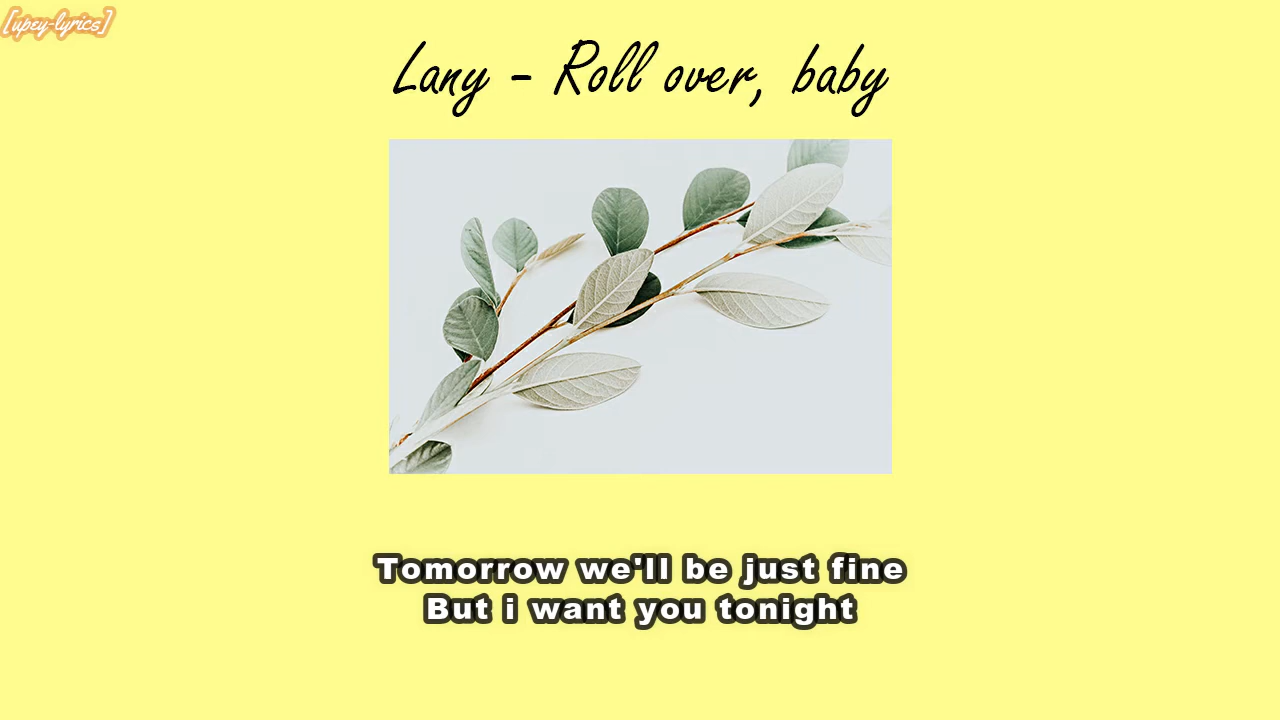 [upey-lyrics]
Lany - Roll over, baby
Tomorrow we'll be just fine
But i want you tonight